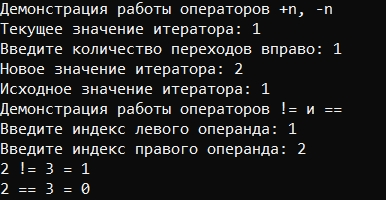 Демонстрация работы операторов +n, -n
Текущее значение итератора: 1
Введите количество переходов вправо: 1
Новое значение итератора: 2
Исходное значение итератора: 1
Демонстрация работы операторов != и ==
Введите индекс левого операнда: 1
Введите индекс правого операнда: 2
2 != 3 = 1
2 == 3 = 0